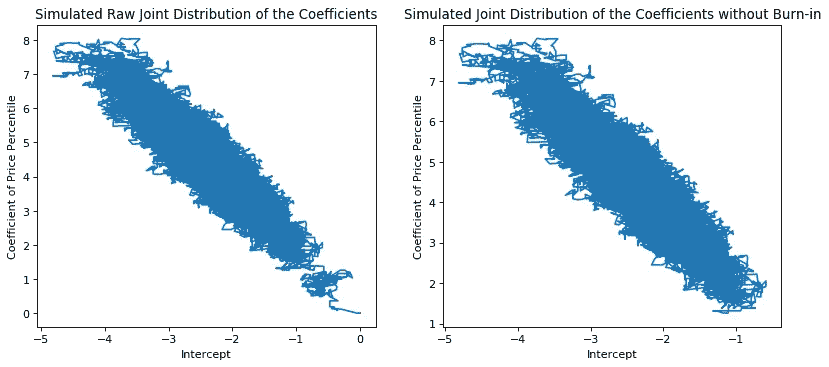 Simulated Raw Joint Distribution of the Coefficients
8
7
6
5
4
3
2
1
0
Coefficient of Price Percentile
−5 −4 −3 −2 −1 0
Intercept
Simulated Joint Distribution of the Coefficients without Burn-in
8
7
6
5
4
3
2
1
Coefficient of Price Percentile
−5 −4 −3 −2 −1
Intercept